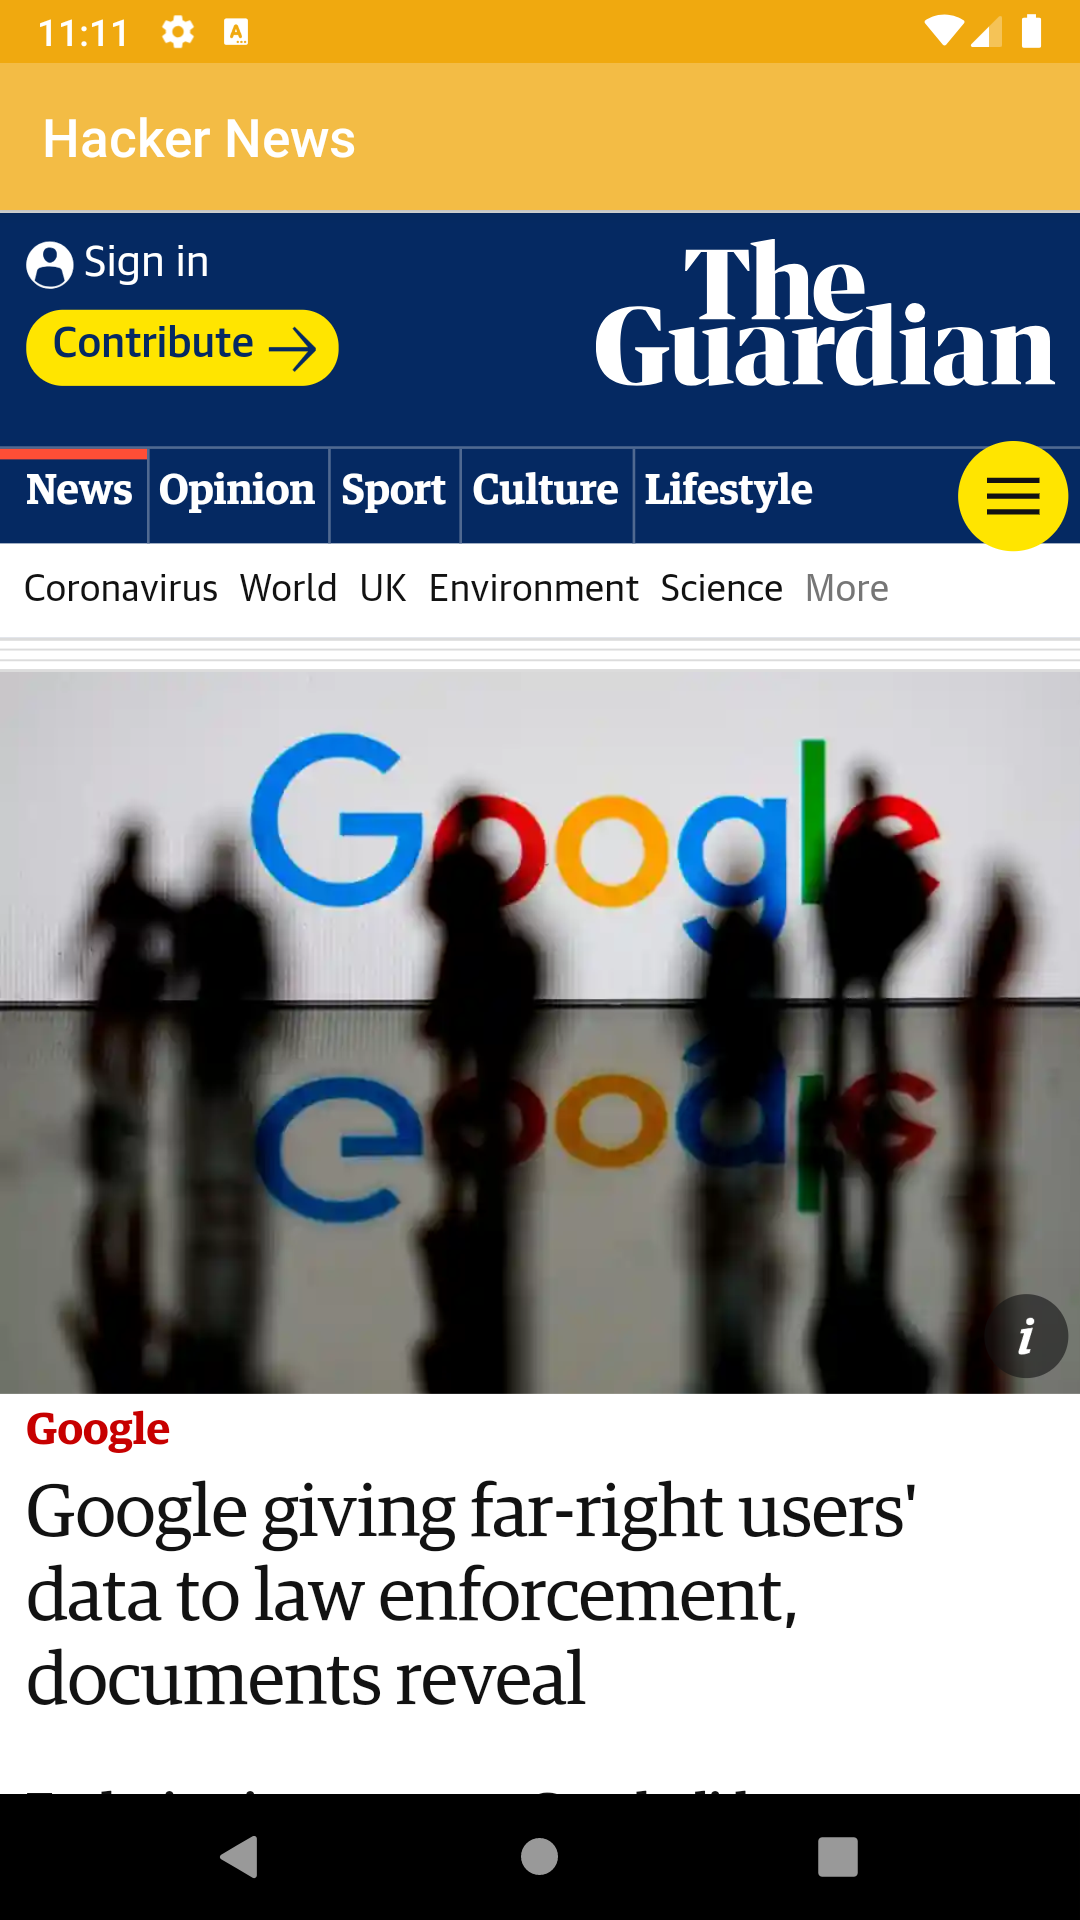 11:11
Hacker News
Sign in
The
Guardian
Contribute
News Opinion Sport Culture Lifestyle
Coronavirus World UK Environment Science More
Google
i
Google
Google giving far-right users'
data to law enforcement,
documents reveal